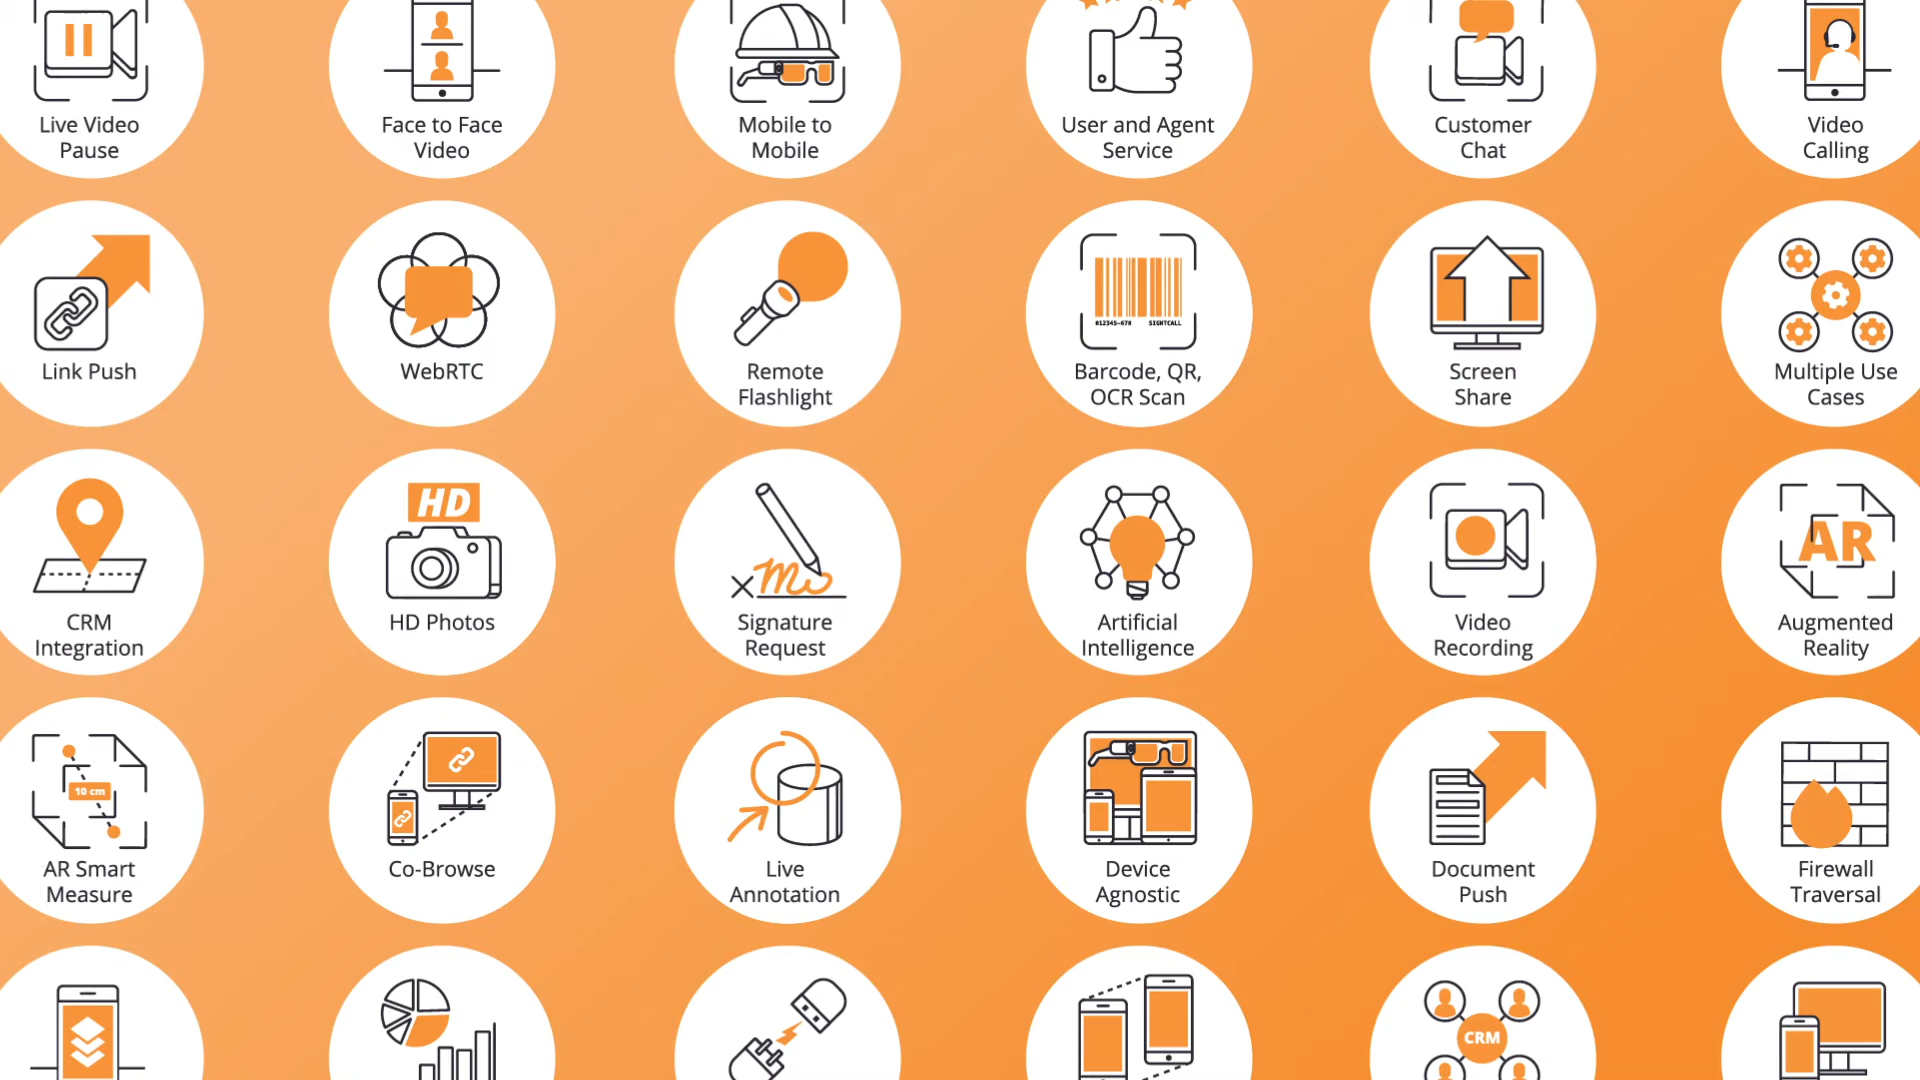 Live Video
Pause
Face to Face
Video
Mobile to
Mobile
User and Agent
Service
Customer
Chat
Video
Calling
Link Push
WebRTC
Remote
Flashlight
#12345-678 SIGHTCALL
Barcode, QR,
OCR Scan
Screen
Share
Multiple Use
Cases
CRM
Integration
HD
HD Photos
Signature
Request
Artificial
Intelligence
Video
Recording
AR
Augmented
Reality
10 cm
AR Smart
Measure
Co-Browse
Live
Annotation
Device
Agnostic
Document
Push
Firewall
Traversal
CRM